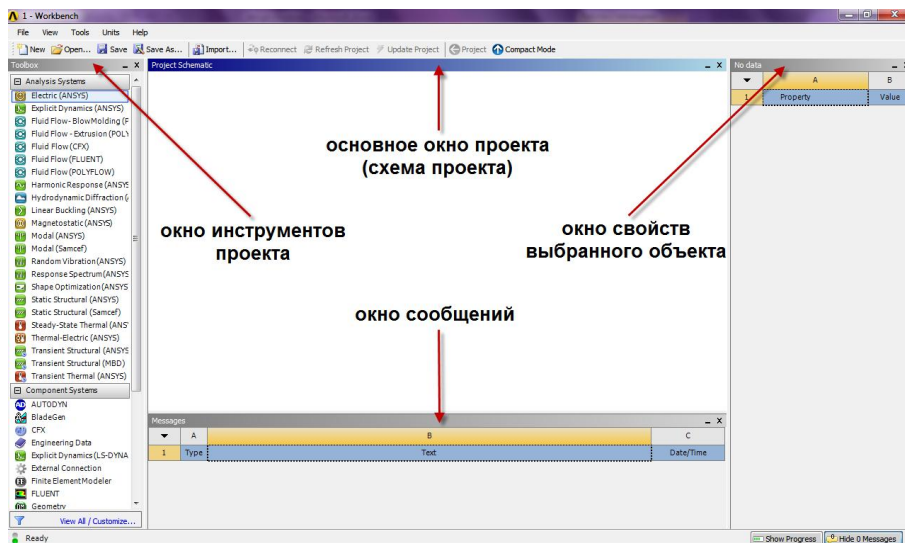 1 - Workbench
File View Tools Units Help
New Open... Save Save As... Import... Reconnect Refresh Project Update Project Project Compact Mode
Toolbox
Analysis Systems
Electric (ANSYS)
Explicit Dynamics (ANSYS)
Fluid Flow - BlowMolding (P
Fluid Flow - Extrusion (POLY
Fluid Flow (CFX)
Fluid Flow (FLUENT)
Fluid Flow (POLYFLOW)
Harmonic Response (ANSYS
Hydrodynamic Diffraction (
Linear Buckling (ANSYS)
Magnetostatic (ANSYS)
Modal (ANSYS)
Modal (Samcef)
Random Vibration (ANSYS)
Response Spectrum (ANSYS
Shape Optimization (ANSYS
Static Structural (ANSYS)
Static Structural (Samcef)
Steady-State Thermal (ANS
Thermal-Electric (ANSYS)
Transient Structural (ANSYS
Transient Structural (MBD)
Transient Thermal (ANSYS)
Component Systems
AUTODYN
BladeGen
CFX
Engineering Data
Explicit Dynamics (LS-DYNA
External Connection
Finite Element Modeler
FLUENT
Geometry
View All / Customize...
Project Schematic
основное окно проекта
(схема проекта)
окно инструментов
проекта
окно свойств
выбранного объекта
окно сообщений
Messages
A B C
1 Type Text Date/Time
No data
A B
1 Property Value
Ready
Show Progress Hide 0 Messages